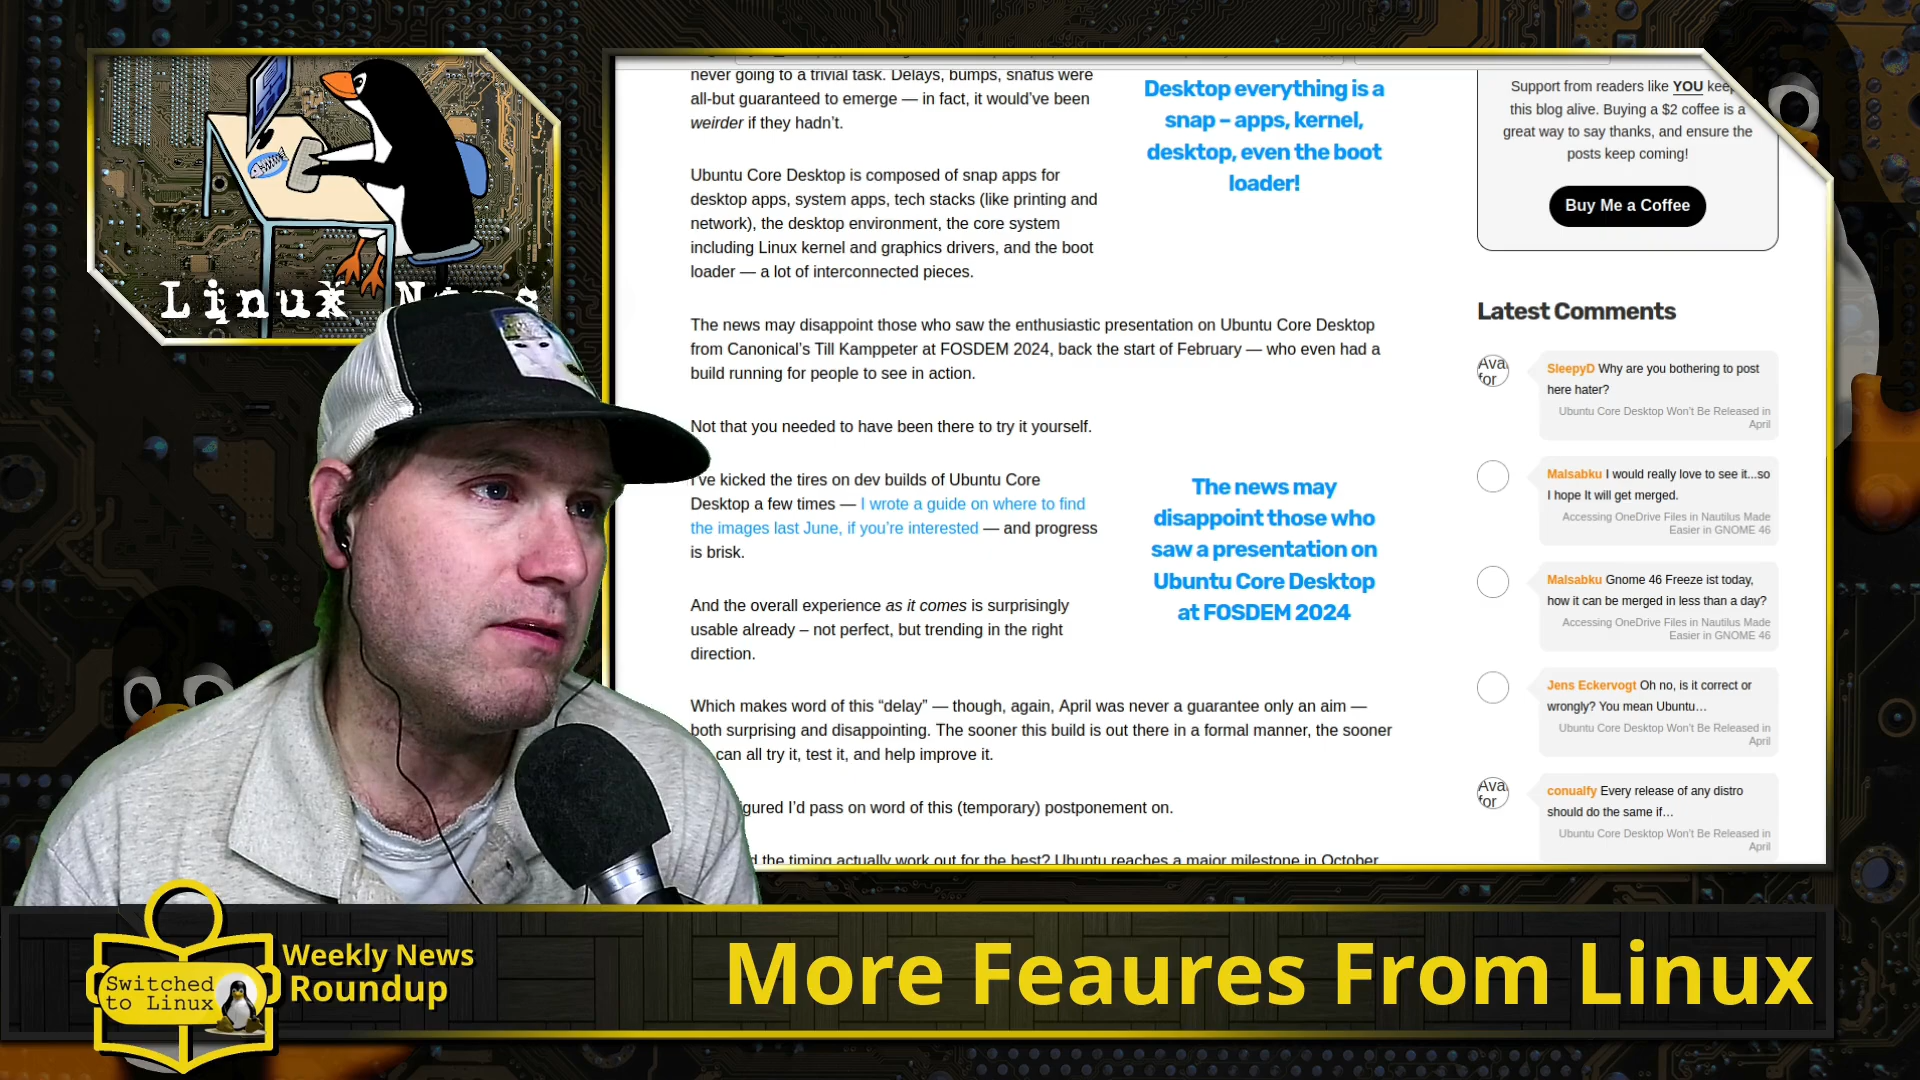 Linux News
never going to a trivial task. Delays, bumps, snafus were
all-but guaranteed to emerge — in fact, it would've been
weirder if they hadn't.
Desktop everything is a
snap – apps, kernel,
desktop, even the boot
loader!
Ubuntu Core Desktop is composed of snap apps for
desktop apps, system apps, tech stacks (like printing and
network), the desktop environment, the core system
including Linux kernel and graphics drivers, and the boot
loader — a lot of interconnected pieces.
The news may disappoint those who saw the enthusiastic presentation on Ubuntu Core Desktop
from Canonical's Till Kamppeter at FOSDEM 2024, back the start of February — who even had a
build running for people to see in action.
Not that you needed to have been there to try it yourself.
I've kicked the tires on dev builds of Ubuntu Core
Desktop a few times — I wrote a guide on where to find
the images last June, if you're interested — and progress
is brisk.
The news may
disappoint those who
saw a presentation on
Ubuntu Core Desktop
at FOSDEM 2024
And the overall experience as it comes is surprisingly
usable already – not perfect, but trending in the right
direction.
Which makes word of this “delay” — though, again, April was never a guarantee only an aim —
both surprising and disappointing. The sooner this build is out there in a formal manner, the sooner
can all try it, test it, and help improve it.
I'd pass on word of this (temporary) postponement on.
the timing actually work out for the best? Ubuntu reaches a major milestone in October
Support from readers like YOU keep
this blog alive. Buying a $2 coffee is a
great way to say thanks, and ensure the
posts keep coming!
Buy Me a Coffee
Latest Comments
Ava
for
SleepyD Why are you bothering to post
here hater?
Ubuntu Core Desktop Won't Be Released in
April
Malsabku I would really love to see it...so
I hope It will get merged.
Accessing OneDrive Files in Nautilus Made
Easier in GNOME 46
Malsabku Gnome 46 Freeze ist today,
how it can be merged in less than a day?
Accessing OneDrive Files in Nautilus Made
Easier in GNOME 46
Jens Eckervogt Oh no, is it correct or
wrongly? You mean Ubuntu…
Ubuntu Core Desktop Won't Be Released in
April
Ava
for
conualfy Every release of any distro
should do the same if…
Ubuntu Core Desktop Won't Be Released in
April
Switched
to Linux
Weekly News
Roundup
More Feaures From Linux